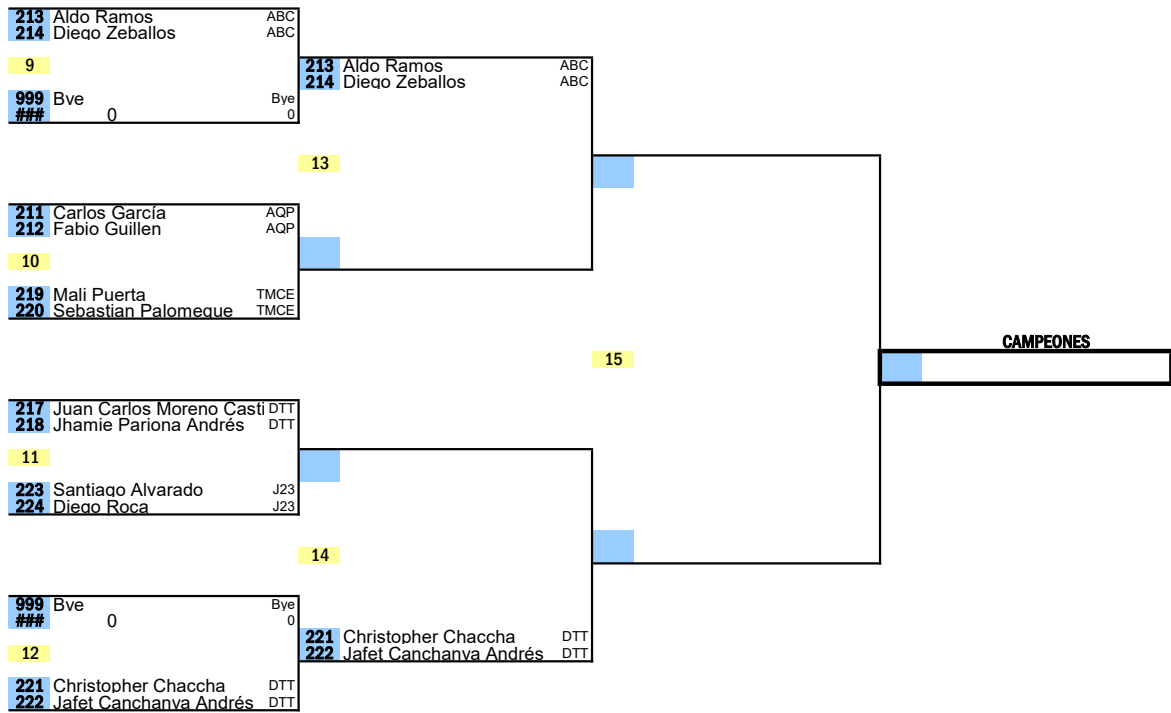 213 Aldo Ramos ABC
214 Diego Zeballos ABC
9
999 Bye Bye
### 0 0
213 Aldo Ramos ABC
214 Diego Zeballos ABC
13
211 Carlos García AQP
212 Fabio Guillen AQP
10
219 Mali Puerta TMCE
220 Sebastian Palomeque TMCE
15
CAMPEONES
217 Juan Carlos Moreno Casti DTT
218 Jhamie Pariona Andrés DTT
11
223 Santiago Alvarado J23
224 Diego Roca J23
14
999 Bye Bye
### 0 0
12
221 Christopher Chaccha DTT
222 Jafet Canchanya Andrés DTT
221 Christopher Chaccha DTT
222 Jafet Canchanya Andrés DTT